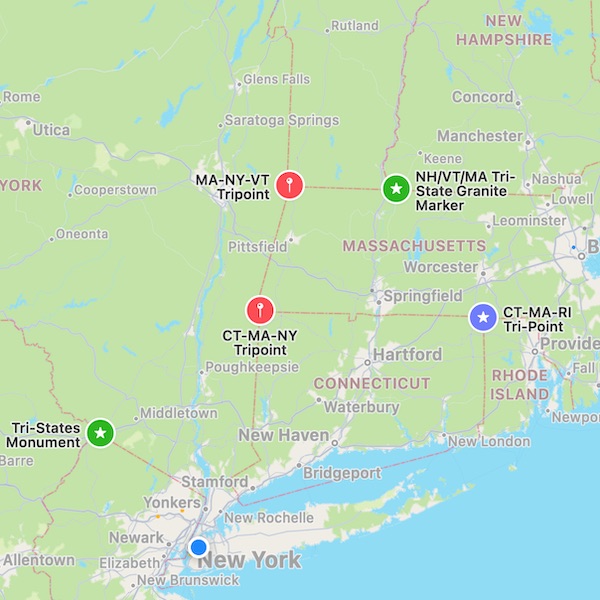 Rutland
NEW
HAMPSHIRE
Glens Falls
Rome
Concord
Utica
Saratoga Springs
Manchester
Keene
MA-NY-VT
Tripoint
NH/VT/MA Tri-
State Granite
Marker
Nashua
YORK
Cooperstown
Lowell
Leominster
Oneonta
Pittsfield
MASSACHUSETTS
B
Worcester
Springfield
CT-MA-RI
Tri-Point
CT-MA-NY
Tripoint
Hartford
Provide
Poughkeepsie
Fall
CONNECTICUT
RHODE
ISLAND
Waterbury
Middletown
Newpor
Tri-States
Monument
New Haven
New London
Barre
Bridgeport
Stamford
Yonkers
New Rochelle
Newark
Allentown
Elizabeth
New York
New Brunswick